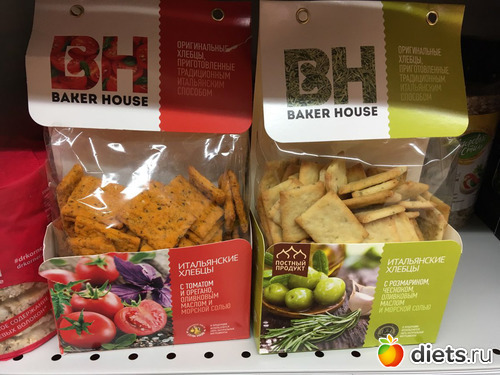 BH
BAKER HOUSE
ОРИГИНАЛЬНЫЕ
ХЛЕБЦЫ,
ПРИГОТОВЛЕННЫЕ
ТРАДИЦИОННЫМ
ИТАЛЬЯНСКИМ
СПОСОБОМ.
BH
BAKER HOUSE
ОРИГИНАЛЬНЫЕ
ХЛЕБЦЫ,
ПРИГОТОВЛЕННЫЕ
ТРАДИЦИОННЫМ
ИТАЛЬЯНСКИМ
СПОСОБОМ.
ИТАЛЬЯНСКИЕ
ХЛЕБЦЫ
С ТОМАТОМ
И ОРЕГАНО,
ОЛИВКОВЫМ
МАСЛОМ И
МОРСКОЙ СОЛЬЮ
ПОСТНЫЙ
ПРОДУКТ
ИТАЛЬЯНСКИЕ
ХЛЕБЦЫ
С РОЗМАРИНОМ,
ЧЕСНОКОМ,
ОЛИВКОВЫМ
МАСЛОМ
И МОРСКОЙ СОЛЬЮ
diets.ru